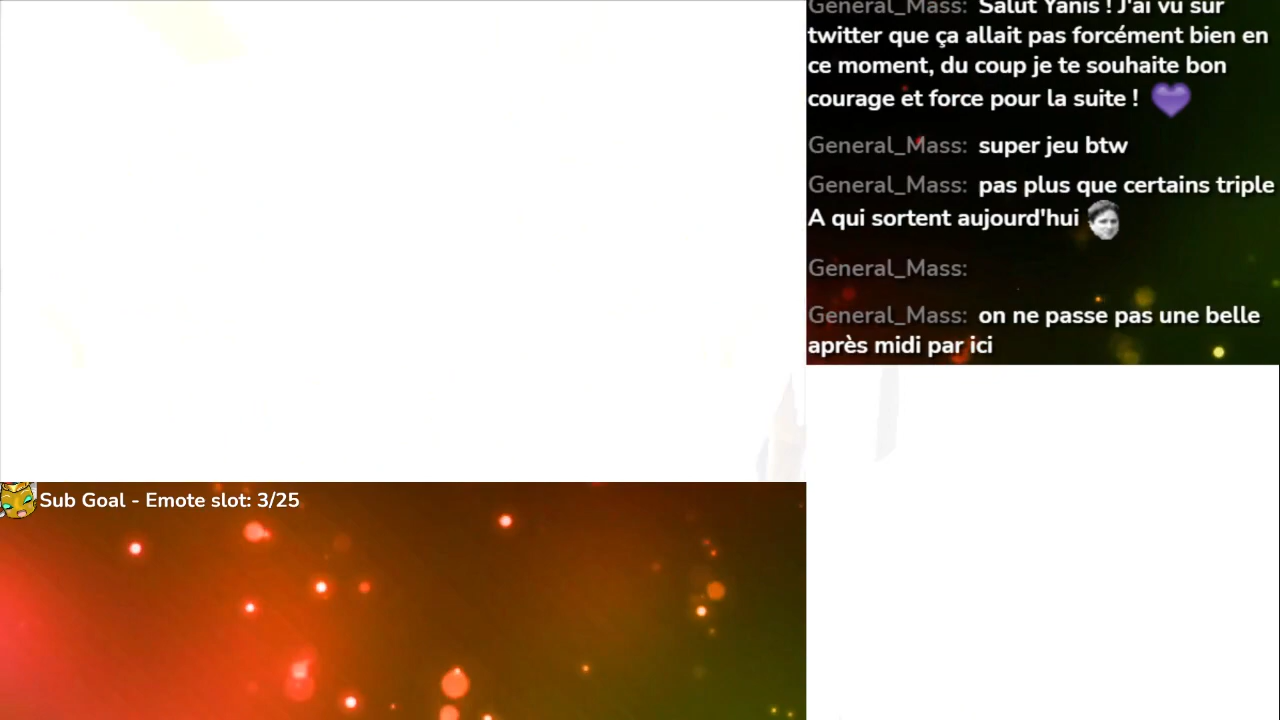 General_Mass: Salut Yanis ! J'ai vu sur
twitter que ça allait pas forcément bien en
ce moment, du coup je te souhaite bon
courage et force pour la suite !
General_Mass: super jeu btw
General_Mass: pas plus que certains triple
A qui sortent aujourd'hui
General_Mass:
General_Mass: on ne passe pas une belle
après midi par ici
Sub Goal - Emote slot: 3/25